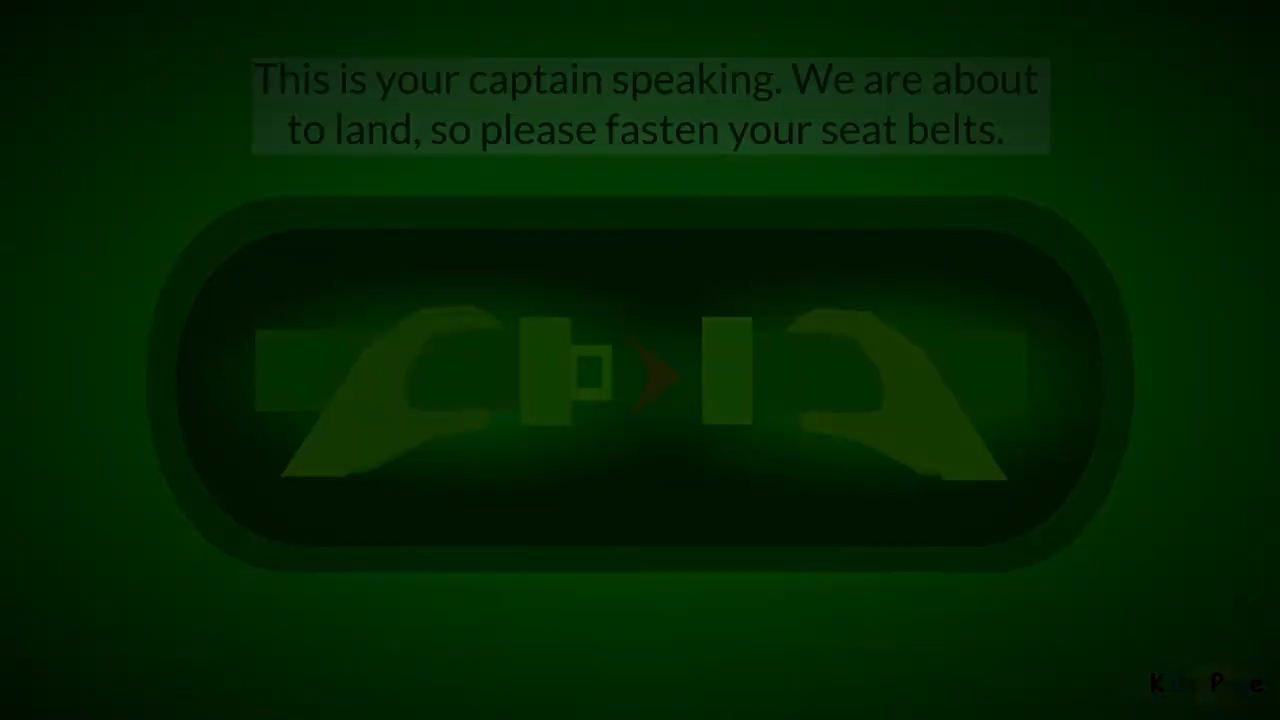 This is your captain speaking. We are about
to land, so please fasten your seat belts.